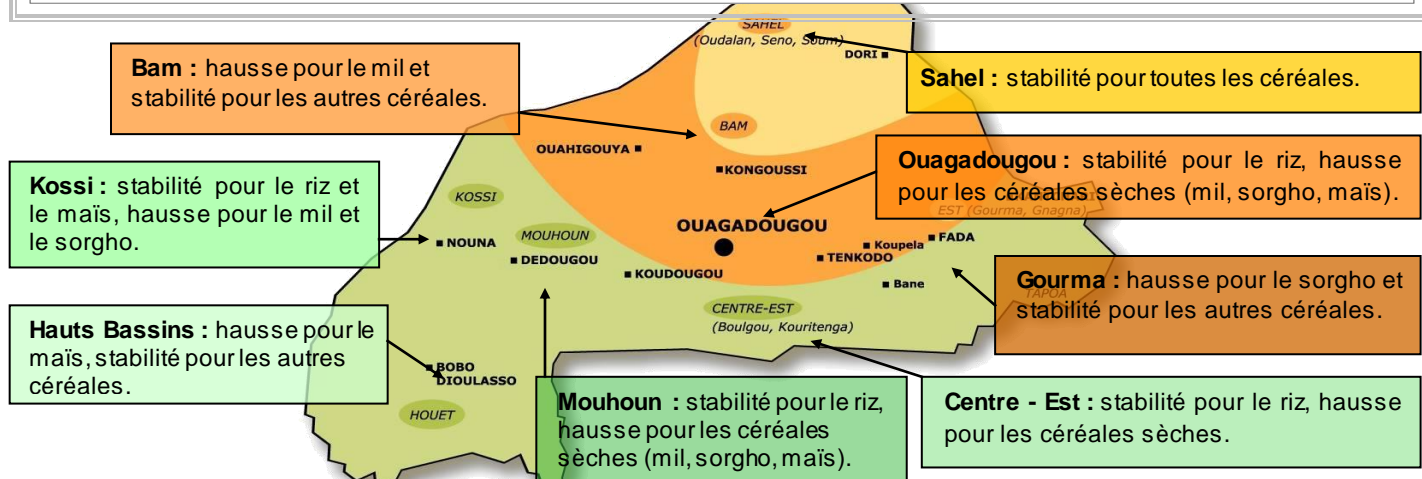 SAHEL
(Oudalan, Seno, Soum)
DORI
Bam : hausse pour le mil et
stabilité pour les autres céréales.
Sahel : stabilité pour toutes les céréales.
BAM
OUAHIGOUYA
KONGOUSSI
Ouagadougou : stabilité pour le riz, hausse
pour les céréales sèches (mil, sorgho, maïs).
EST (Gourma, Gnagna)
Kossi : stabilité pour le riz et
le maïs, hausse pour le mil et
le sorgho.
KOSSI
NOUNA
MOUHOUN
DEDOUGOU
OUAGADOUGOU
KOUDOUGOU
Koupela
FADA
TENKODO
Bane
Gourma : hausse pour le sorgho et
stabilité pour les autres céréales.
TAPOA
CENTRE-EST
(Boulgou, Kouritenga)
Hauts Bassins : hausse pour le
maïs, stabilité pour les autres
céréales.
BOBO
DIOULASSO
HOUET
Mouhoun : stabilité pour le riz,
hausse pour les céréales
sèches (mil, sorgho, maïs).
Centre - Est : stabilité pour le riz, hausse
pour les céréales sèches.